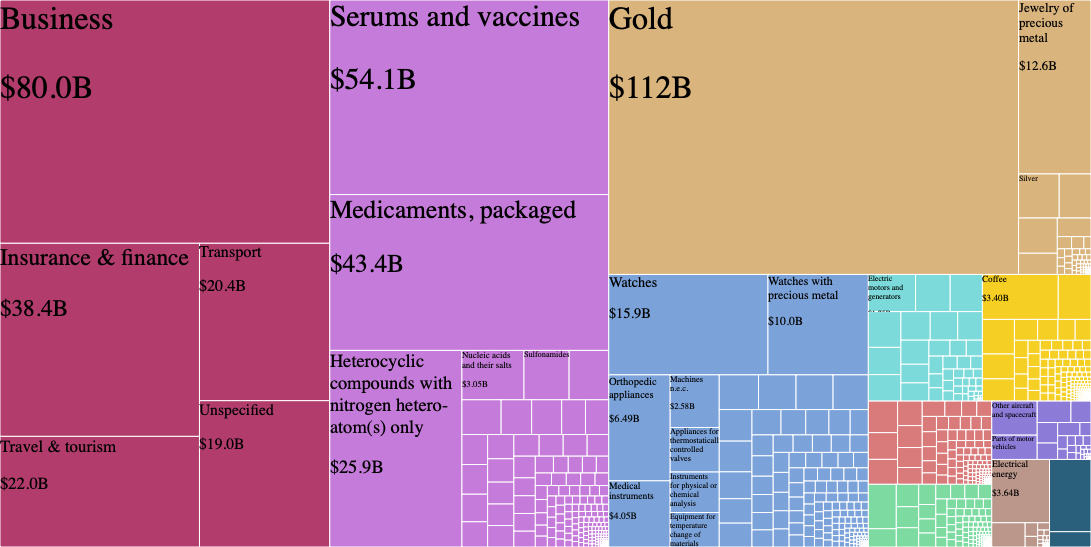 Business
$80.0B
Insurance & finance
$38.4B
Transport
$20.4B
Travel & tourism
$22.0B
Unspecified
$19.0B
Serums and vaccines
$54.1B
Medicaments, packaged
$43.4B
Heterocyclic
compounds with
nitrogen hetero-
atom(s) only
$25.9B
Nucleic acids
and their salts
$3.05B
Sulfonamides
Gold
$112B
Jewelry of
precious
metal
$12.6B
Silver
Watches
$15.9B
Watches with
precious metal
$10.0B
Orthopedic
appliances
$6.49B
Medical
instruments
$4.05B
Machines
n.e.c.
$2.58B
Appliances for
thermostaticall
controlled
valves
Instruments
for physical or
chemical
analysis
Equipment for
temperature
change of
materials
Electric
motors and
generators
Coffee
$3.40B
Other aircraft
and spacecraft
Parts of motor
vehicles
Electrical
energy
$3.64B